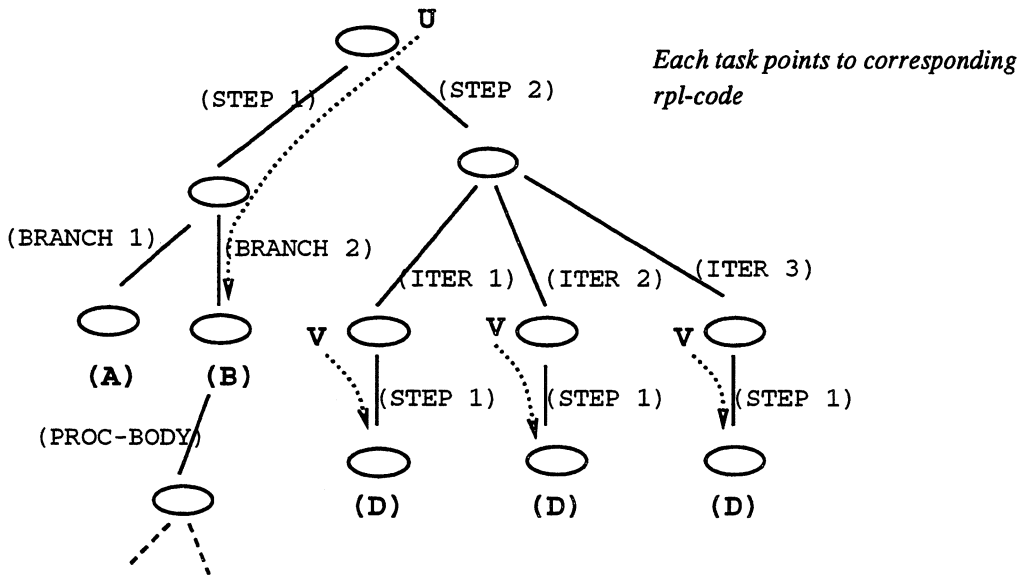 U
Each task points to corresponding
rpl-code
(STEP 1)
(STEP 2)
(BRANCH 1)
(BRANCH 2)
(ITER 1)
(ITER 2)
(ITER 3)
V
V
V
(A)
(B)
(STEP 1)
(STEP 1)
(STEP 1)
(PROC-BODY)
(D)
(D)
(D)